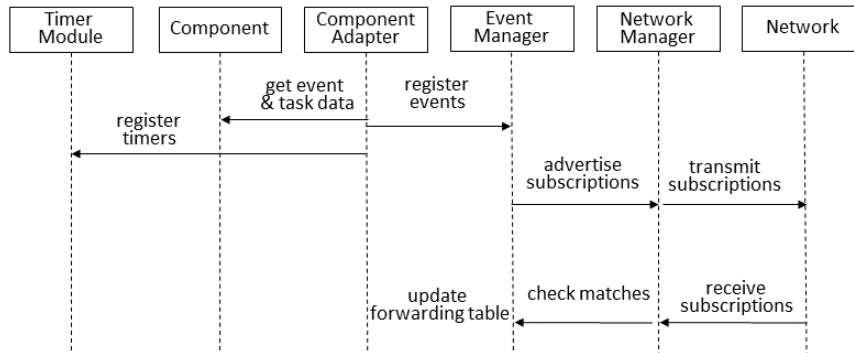 Timer
Module
Component
Component
Adapter
Event
Manager
Network
Manager
Network
get event
& task data
register
events
register
timers
advertise
subscriptions
transmit
subscriptions
update
forwarding table
check matches
receive
subscriptions